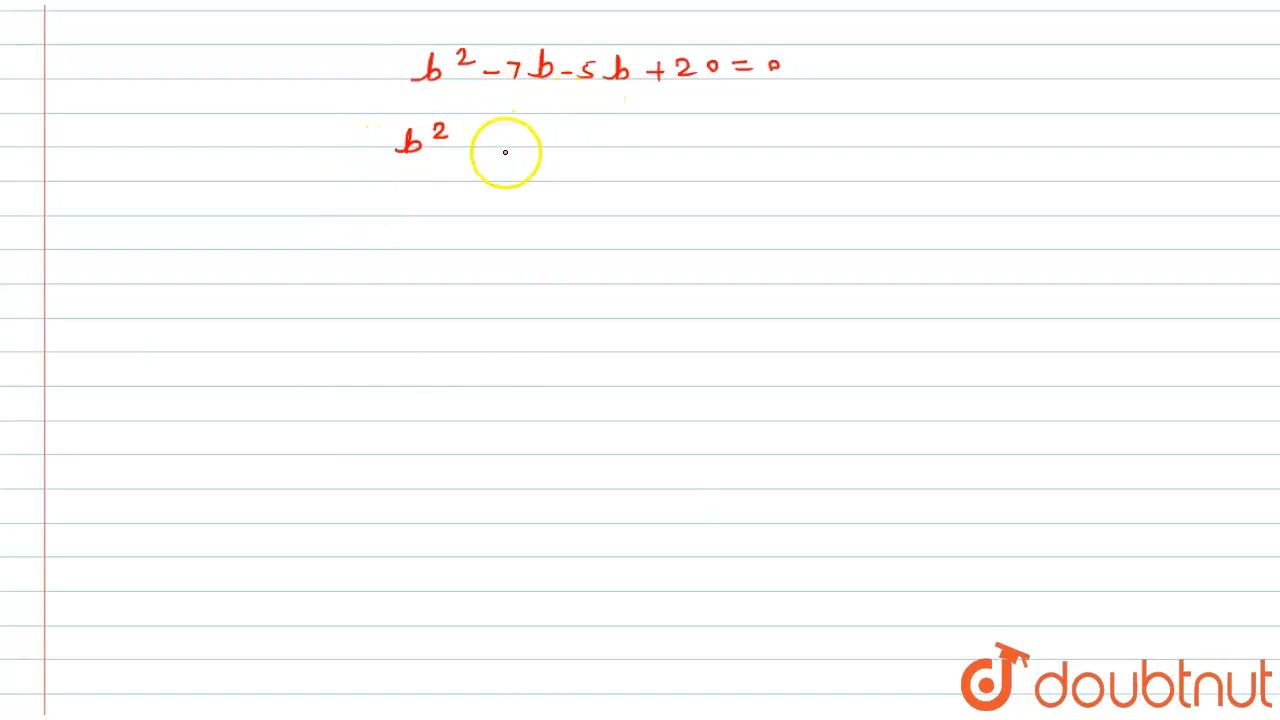 b² - 7b - 5b + 20 = 0
b²
doubtnut